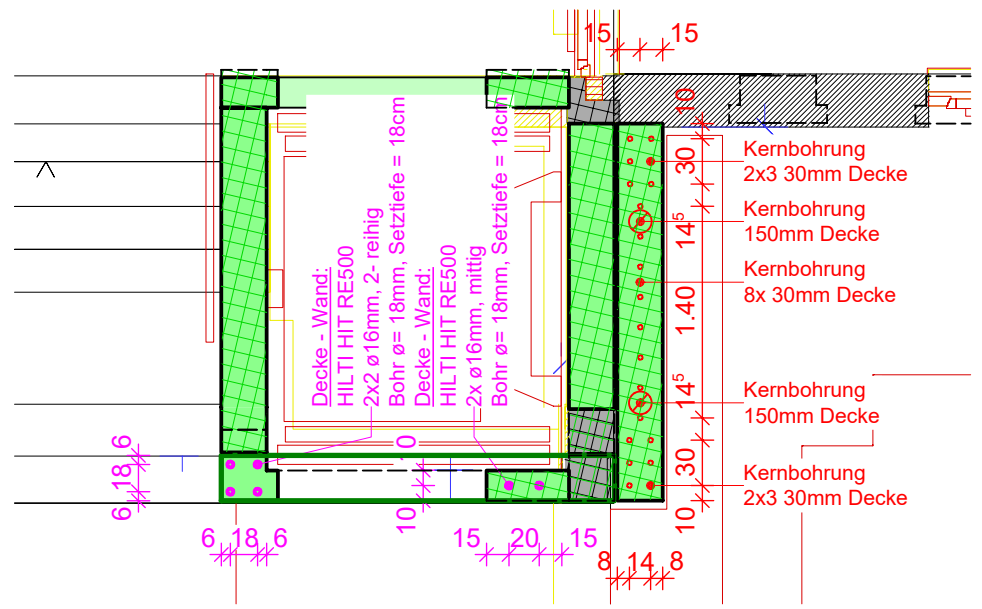 15 15
10
30
14⁵
1.40
14⁵
30
10
Kernbohrung
2x3 30mm Decke
Kernbohrung
150mm Decke
Kernbohrung
8x 30mm Decke
Kernbohrung
150mm Decke
Kernbohrung
2x3 30mm Decke
Decke - Wand:
HILTI HIT RE500
2x2 ø16mm, 2- reihig
Bohr ø= 18mm, Setztiefe = 18cm
Decke - Wand:
HILTI HIT RE500
2x ø16mm, mittig
Bohr ø= 18mm, Setztiefe = 18cm
6
18
6
10
6 18 6
15 20 15
8 14 8